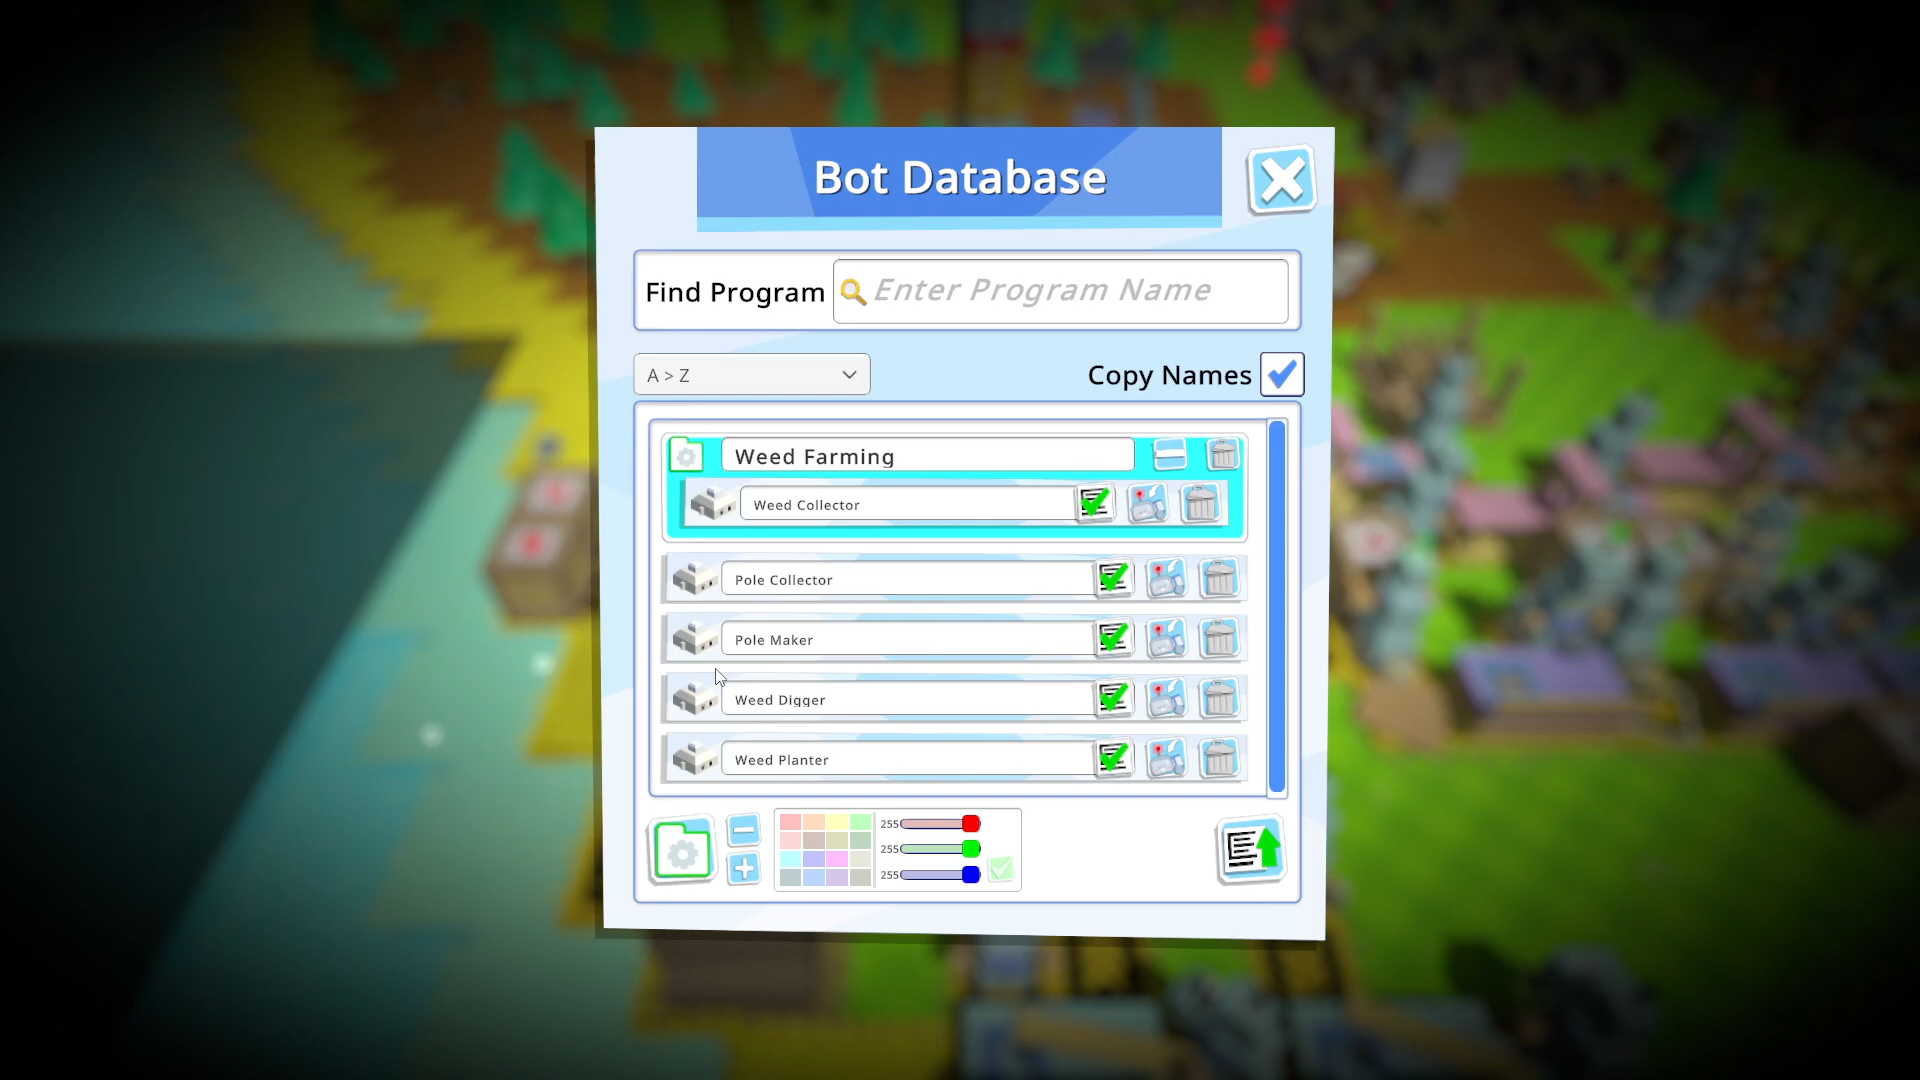 Bot Database
Find Program
Enter Program Name
A > Z
Copy Names
Weed Farming
Weed Collector
Pole Collector
Pole Maker
Weed Digger
Weed Planter
255
255
255